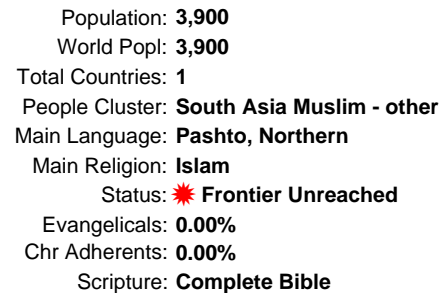 Population: 3,900
World Popl: 3,900
Total Countries: 1
People Cluster: South Asia Muslim - other
Main Language: Pashto, Northern
Main Religion: Islam
Status: Frontier Unreached
Evangelicals: 0.00%
Chr Adherents: 0.00%
Scripture: Complete Bible